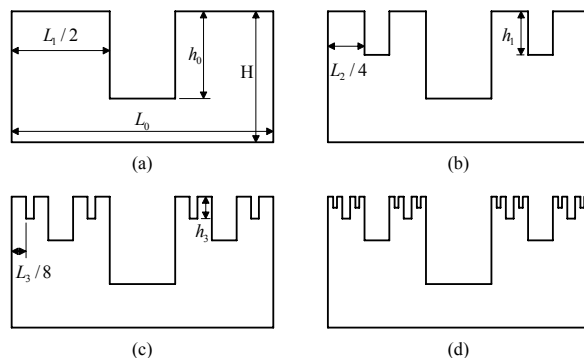 L₁ / 2
h₀
H
L₀
(a)
h₁
L₂ / 4
(b)
h₃
L₃ / 8
(c)
(d)